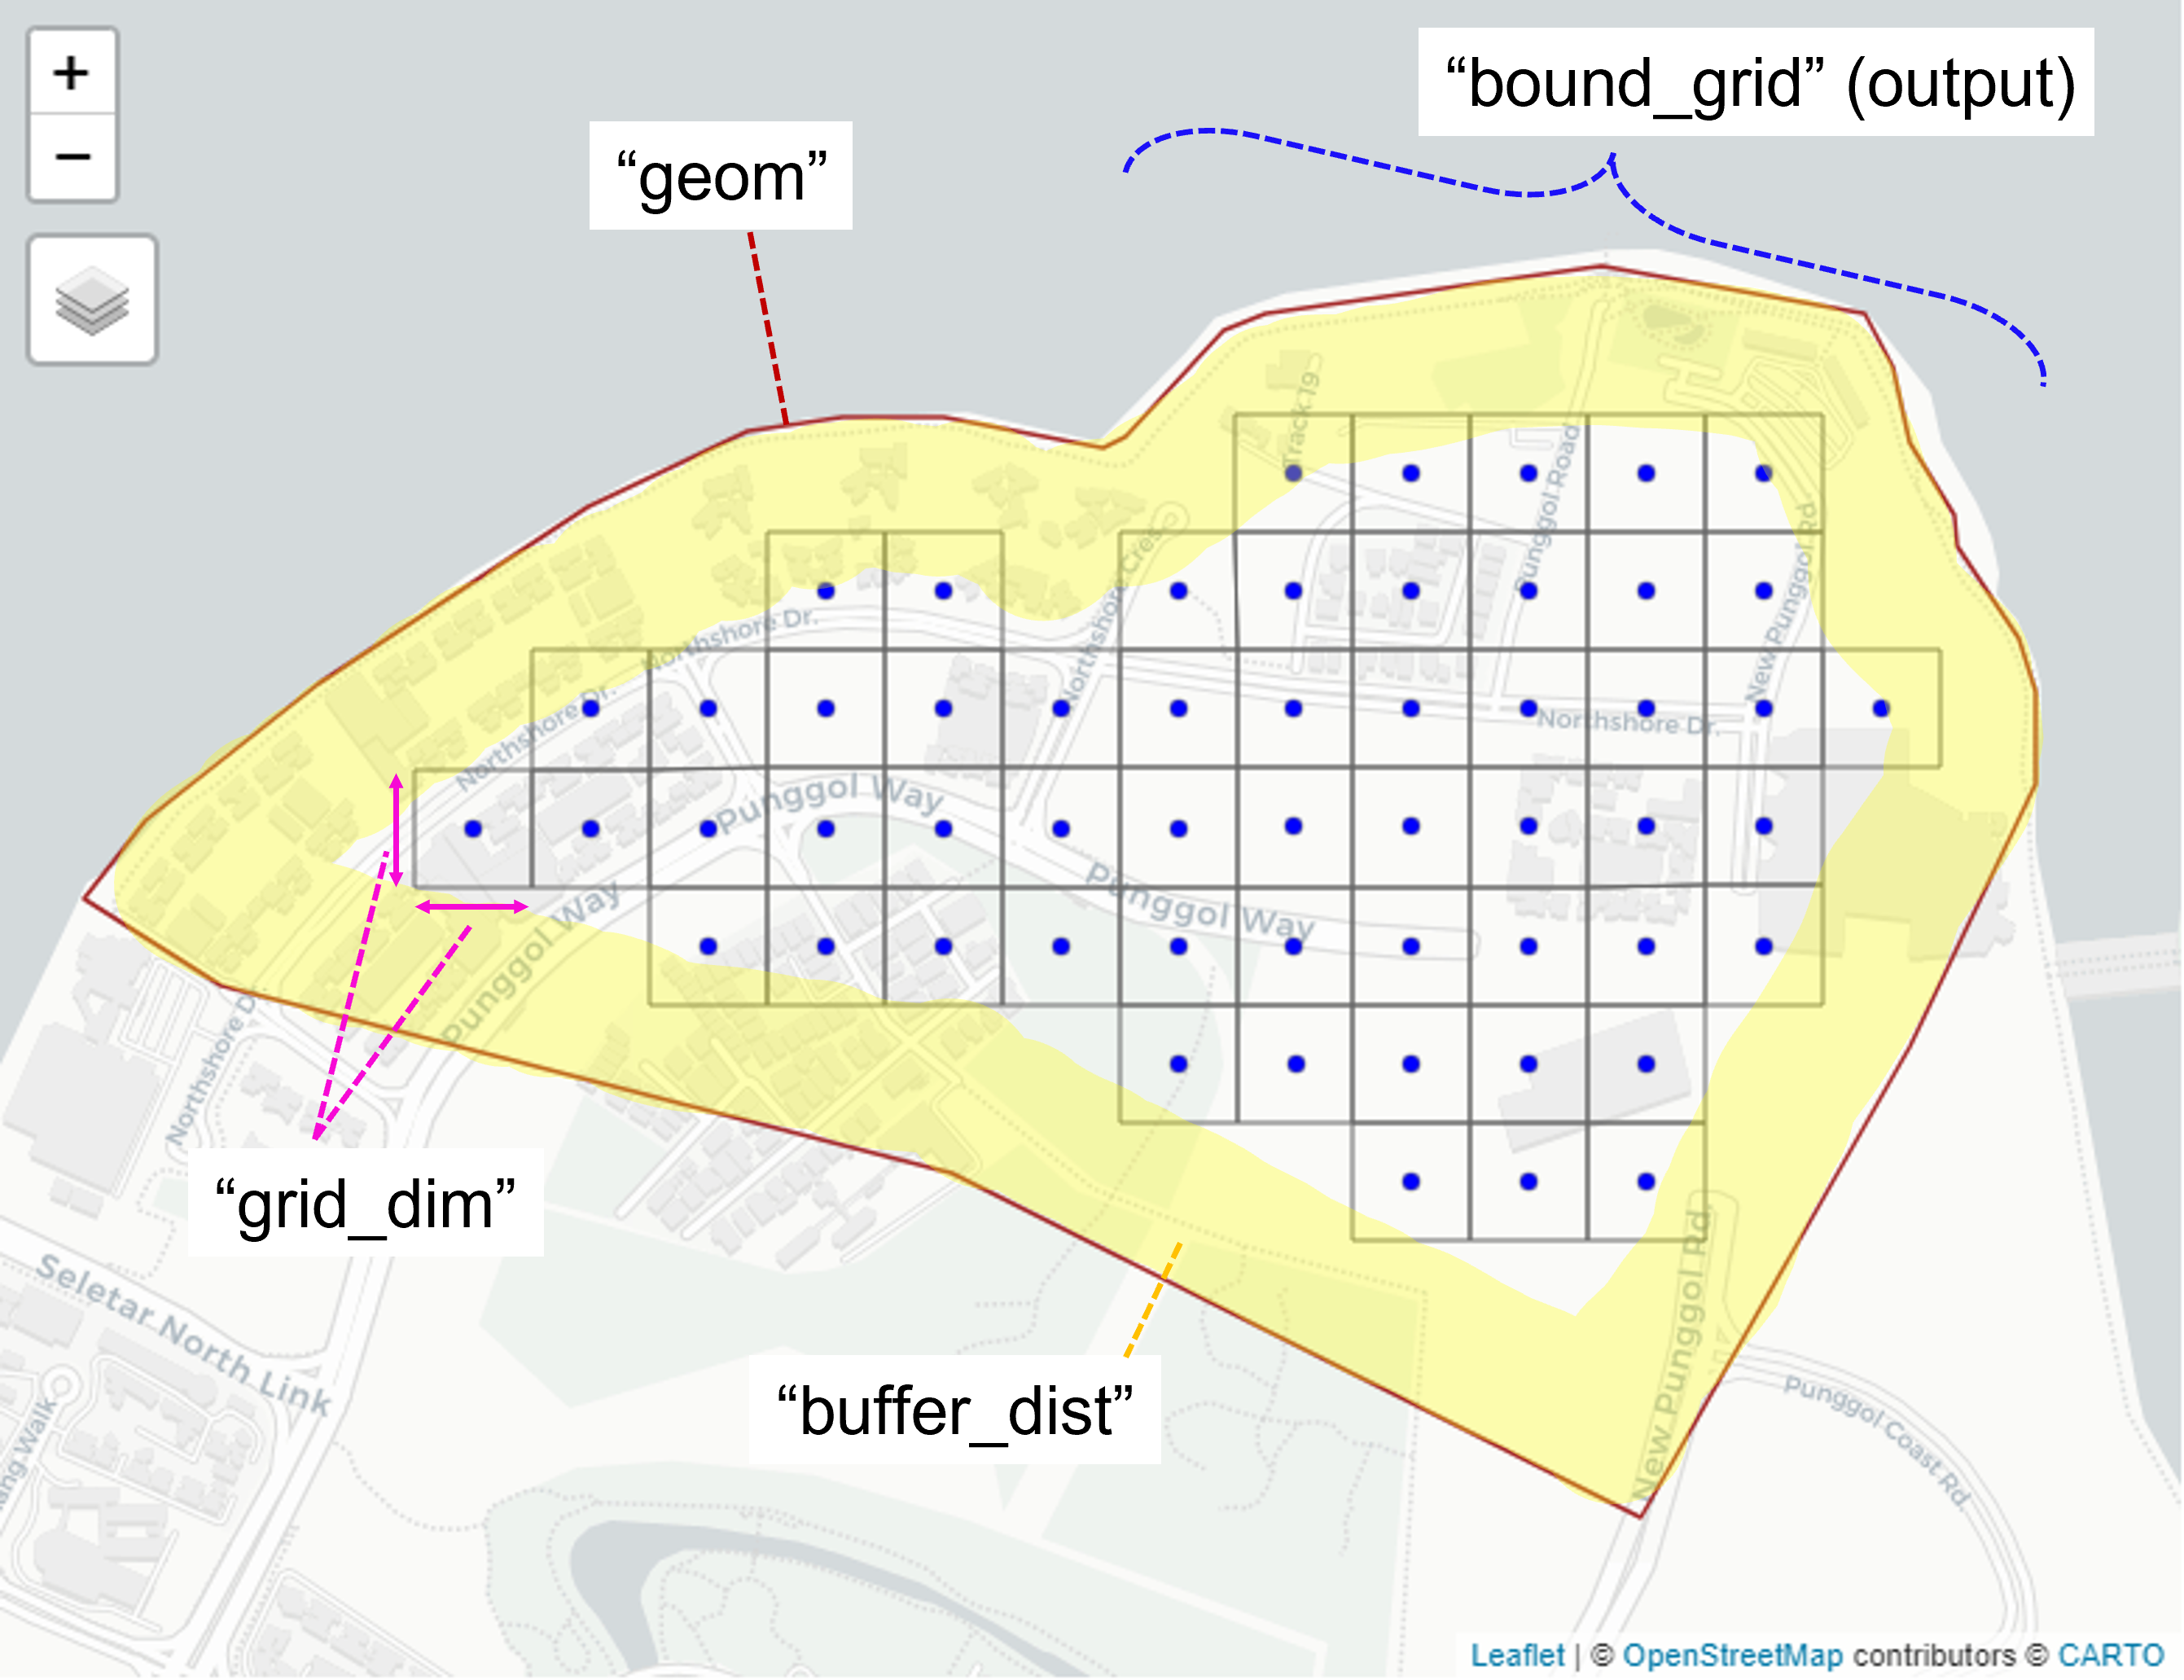 +
“bound_grid” (output)
−
“geom”
Track 19
Punggol Road
New Punggol Rd
Northshore Cres
Northshore Dr.
Northshore Dr.
Northshore Dr.
Punggol Way
Punggol Way
Punggol Way
Northshore Dr.
“grid_dim”
Seletar North Link
New Punggol Rd
“buffer_dist”
Punggol Coast Rd
Walk
Leaflet | © OpenStreetMap contributors © CARTO